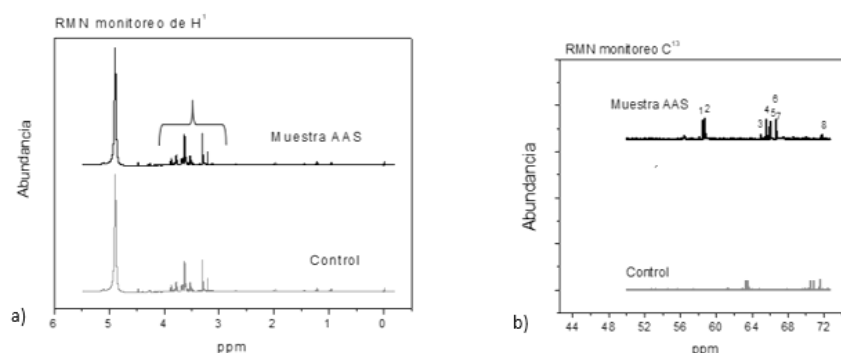 RMN monitoreo de H¹
Abundancia
Muestra AAS
Control
6 5 4 3 2 1 0
ppm
a)
RMN monitoreo C¹³
Abundancia
Muestra AAS
1 2 3 4 5 6 7 8
Control
44 48 52 56 60 64 68 72
ppm
b)